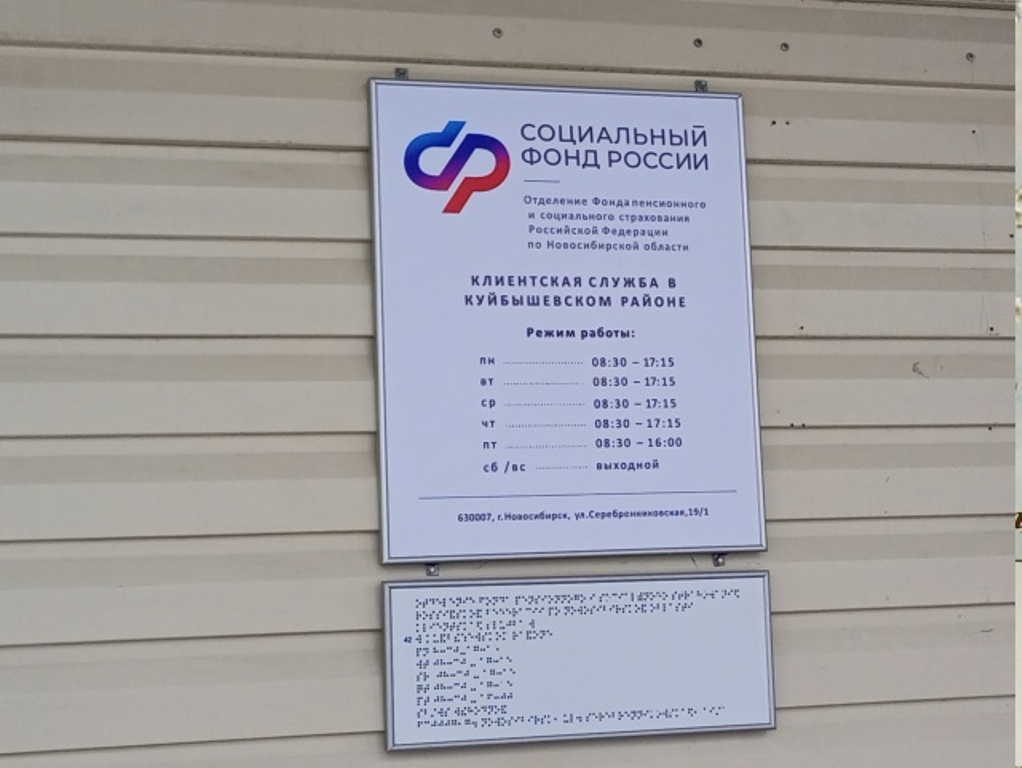 СОЦИАЛЬНЫЙ
ФОНД РОССИИ
Отделение Фонда пенсионного
и социального страхования
Российской Федерации
по Новосибирской области
КЛИЕНТСКАЯ СЛУЖБА В
КУЙБЫШЕВСКОМ РАЙОНЕ
Режим работы:
пн ........................ 08:30 – 17:15
вт ........................ 08:30 – 17:15
ср ........................ 08:30 – 17:15
чт ........................ 08:30 – 17:15
пт ........................ 08:30 – 16:00
сб /вс ................ выходной
630007, г.Новосибирск, ул.Серебренниковская,19/1
42